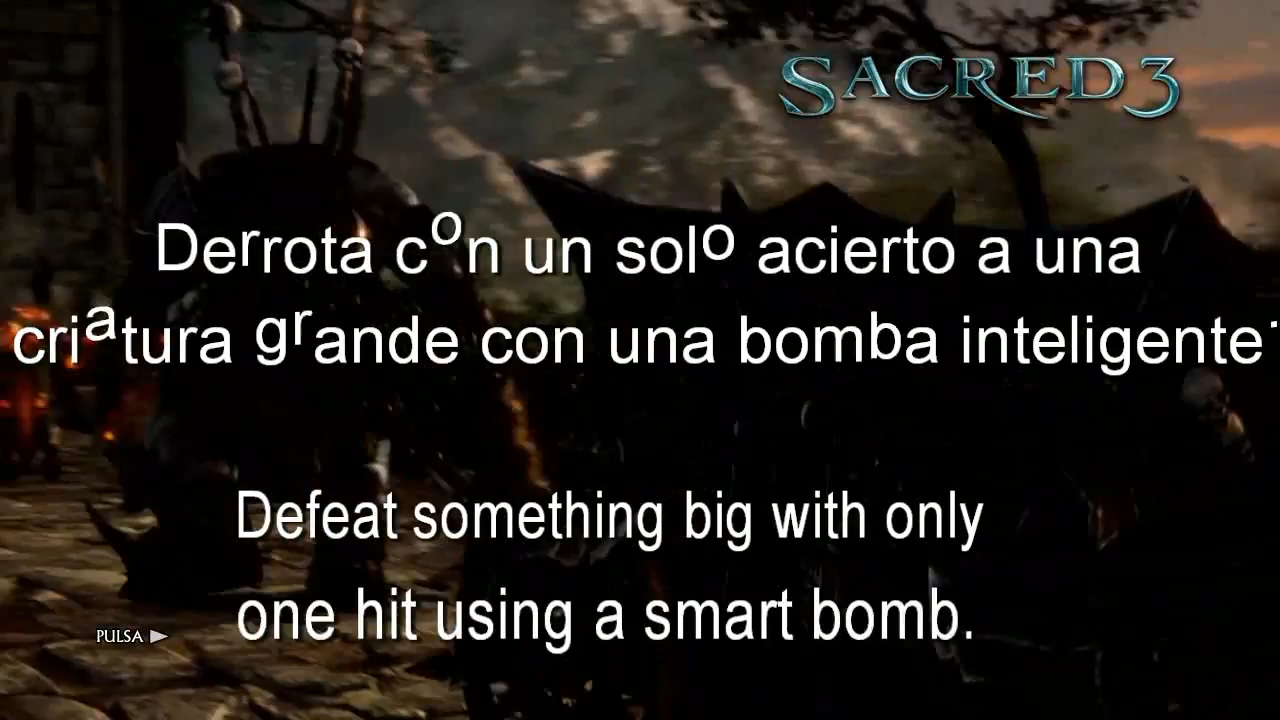 SACRED 3
Derrota con un solo acierto a una
criatura grande con una bomba inteligente
Defeat something big with only
one hit using a smart bomb.
PULSA